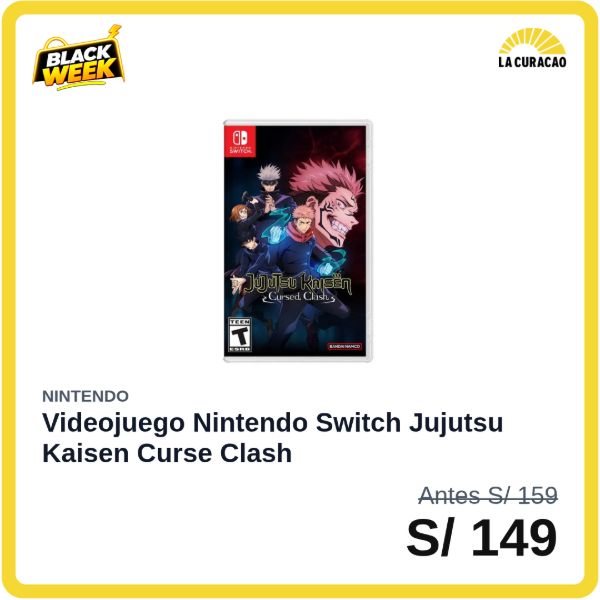 BLACK
WEEK
LA CURACAO
NINTENDO
SWITCH
JUJUTSU KAISEN
Cursed Clash
TEEN
T
ESRB
BANDAI NAMCO
NINTENDO
Videojuego Nintendo Switch Jujutsu
Kaisen Curse Clash
Antes S/ 159
S/ 149